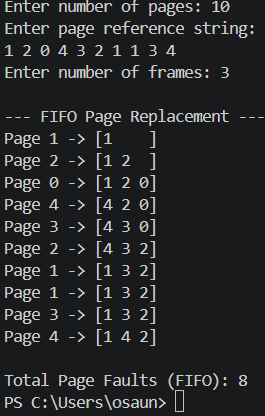 Enter number of pages: 10
Enter page reference string:
1 2 0 4 3 2 1 1 3 4
Enter number of frames: 3

--- FIFO Page Replacement ---
Page 1 -> [1    ]
Page 2 -> [1 2  ]
Page 0 -> [1 2 0]
Page 4 -> [4 2 0]
Page 3 -> [4 3 0]
Page 2 -> [4 3 2]
Page 1 -> [1 3 2]
Page 1 -> [1 3 2]
Page 3 -> [1 3 2]
Page 4 -> [1 4 2]

Total Page Faults (FIFO): 8
PS C:\Users\osaun>